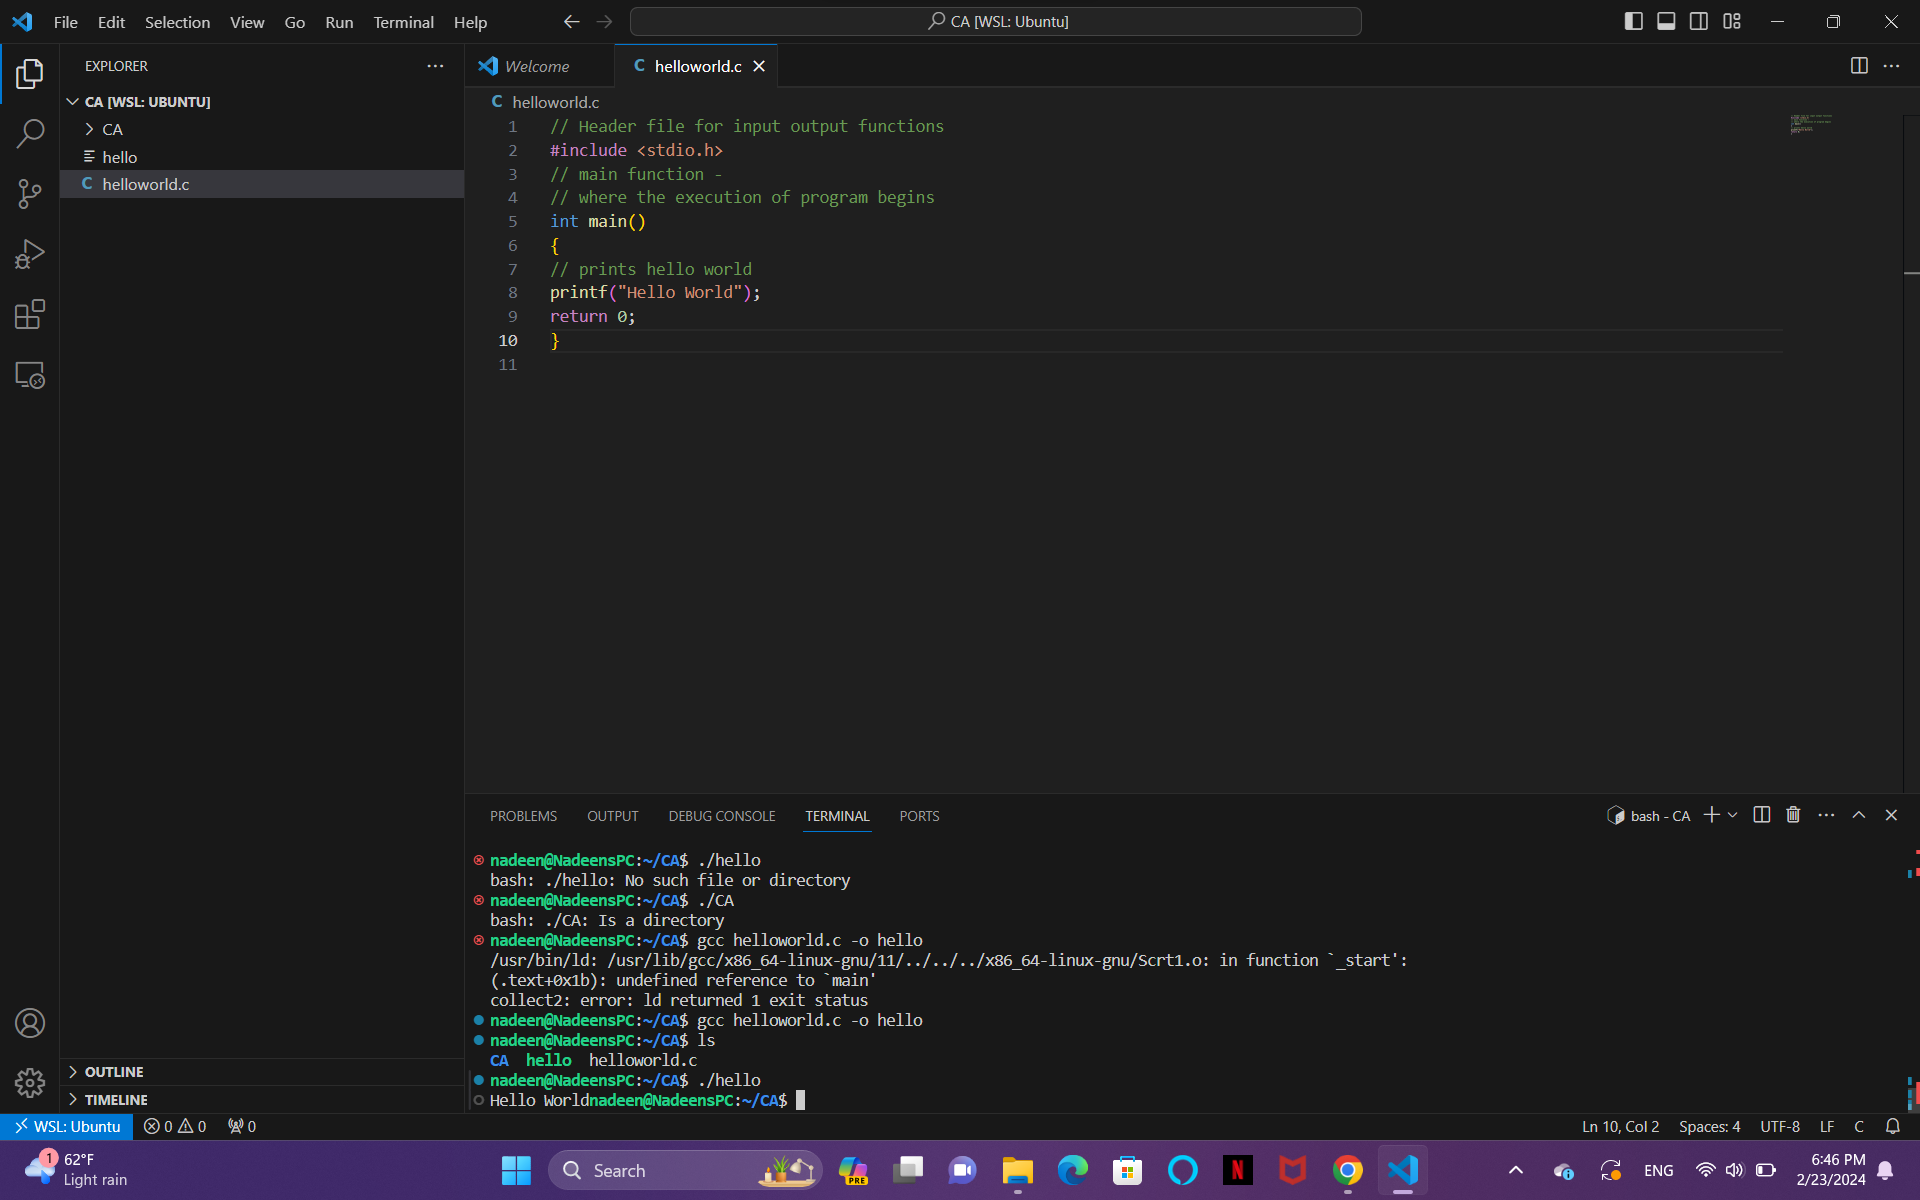 File Edit Selection View Go Run Terminal Help
CA [WSL: Ubuntu]
EXPLORER
CA [WSL: UBUNTU]
CA
hello
C helloworld.c
Welcome
C helloworld.c
C helloworld.c
1 // Header file for input output functions
2 #include <stdio.h>
3 // main function -
4 // where the execution of program begins
5 int main()
6 {
7 // prints hello world
8 printf("Hello World");
9 return 0;
10 }
11
OUTLINE
TIMELINE
PROBLEMS OUTPUT DEBUG CONSOLE TERMINAL PORTS
bash - CA
nadeen@NadeensPC:~/CA$ ./hello
bash: ./hello: No such file or directory
nadeen@NadeensPC:~/CA$ ./CA
bash: ./CA: Is a directory
nadeen@NadeensPC:~/CA$ gcc helloworld.c -o hello
/usr/bin/ld: /usr/lib/gcc/x86_64-linux-gnu/11/../../../x86_64-linux-gnu/Scrt1.o: in function `_start':
(.text+0x1b): undefined reference to `main'
collect2: error: ld returned 1 exit status
nadeen@NadeensPC:~/CA$ gcc helloworld.c -o hello
nadeen@NadeensPC:~/CA$ ls
CA hello helloworld.c
nadeen@NadeensPC:~/CA$ ./hello
Hello Worldnadeen@NadeensPC:~/CA$
WSL: Ubuntu 0 0 0
Ln 10, Col 2 Spaces: 4 UTF-8 LF C
1
62°F
Light rain
Search
PRE
N
ENG
6:46 PM
2/23/2024